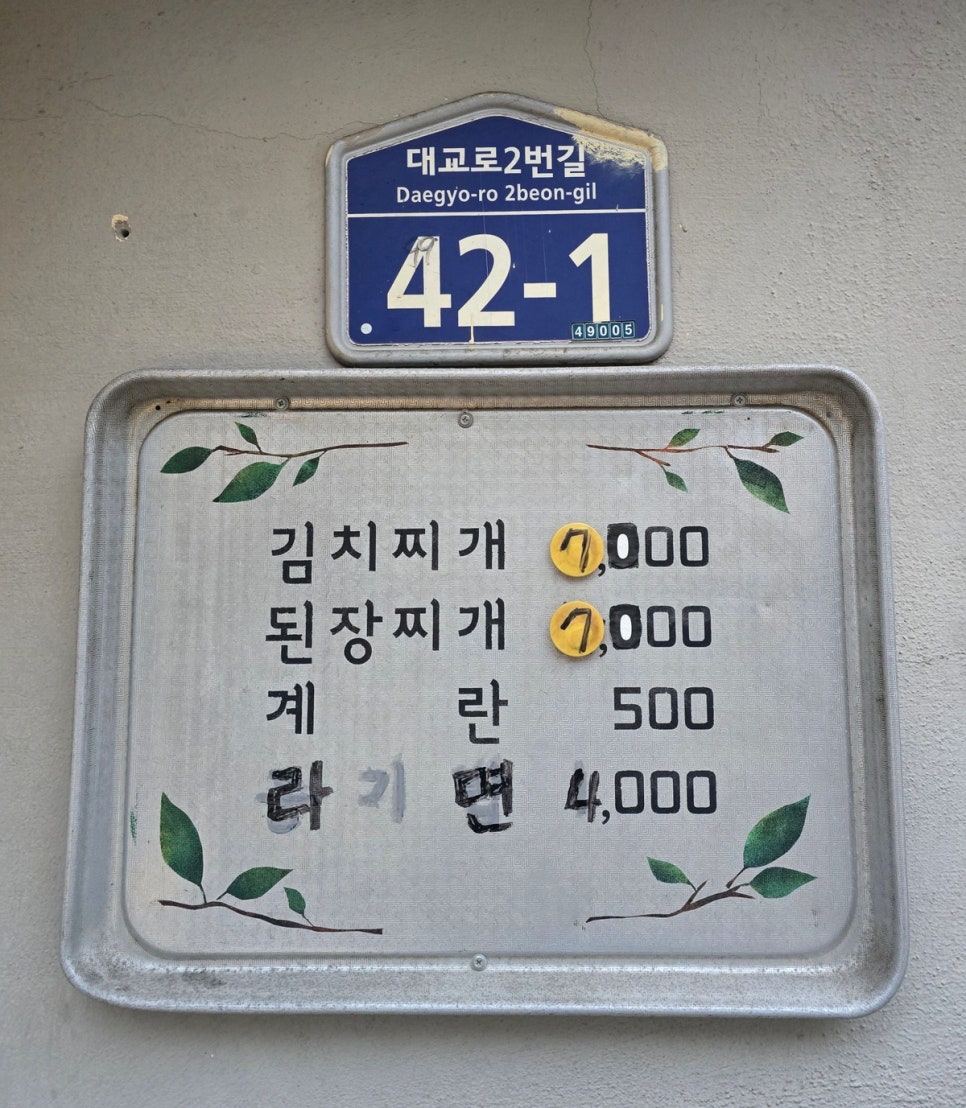 대교로2번길
Daegyo-ro 2beon-gil
42-1
49005
김치찌개 7,000
된장찌개 7,000
계란 500
라면 4,000